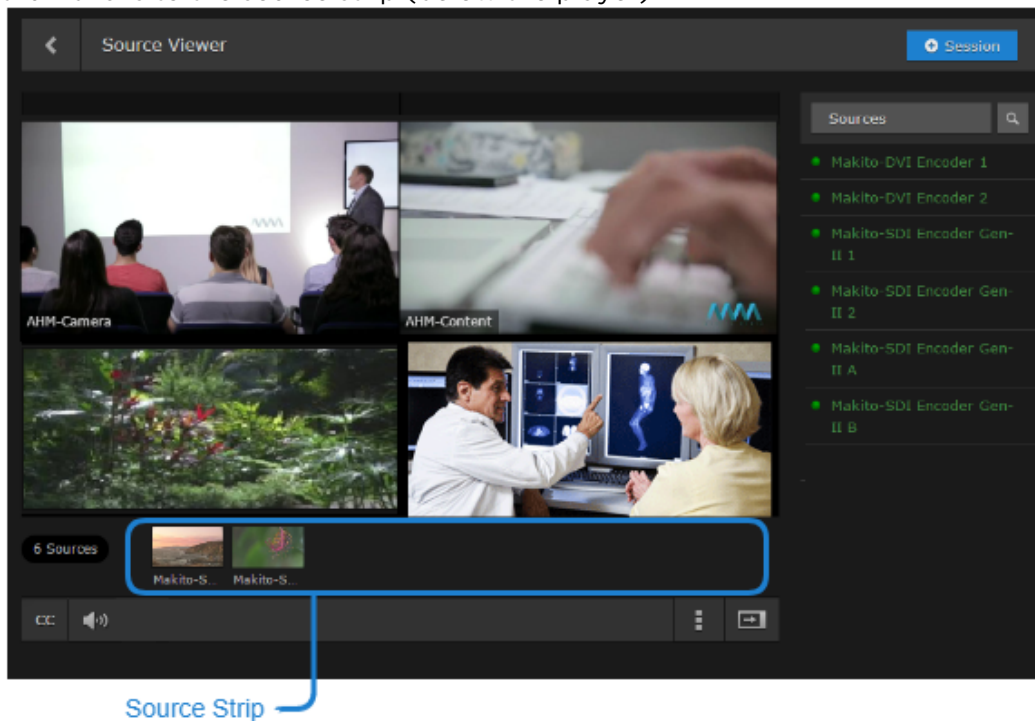 Source Viewer
Session
Sources
Makito-DVI Encoder 1
Makito-DVI Encoder 2
Makito-SDI Encoder Gen-
II 1
Makito-SDI Encoder Gen-
II 2
Makito-SDI Encoder Gen-
II A
Makito-SDI Encoder Gen-
II B
AHM-Camera
AHM-Content
6 Sources
Makito-S...
Makito-S...
CC
Source Strip